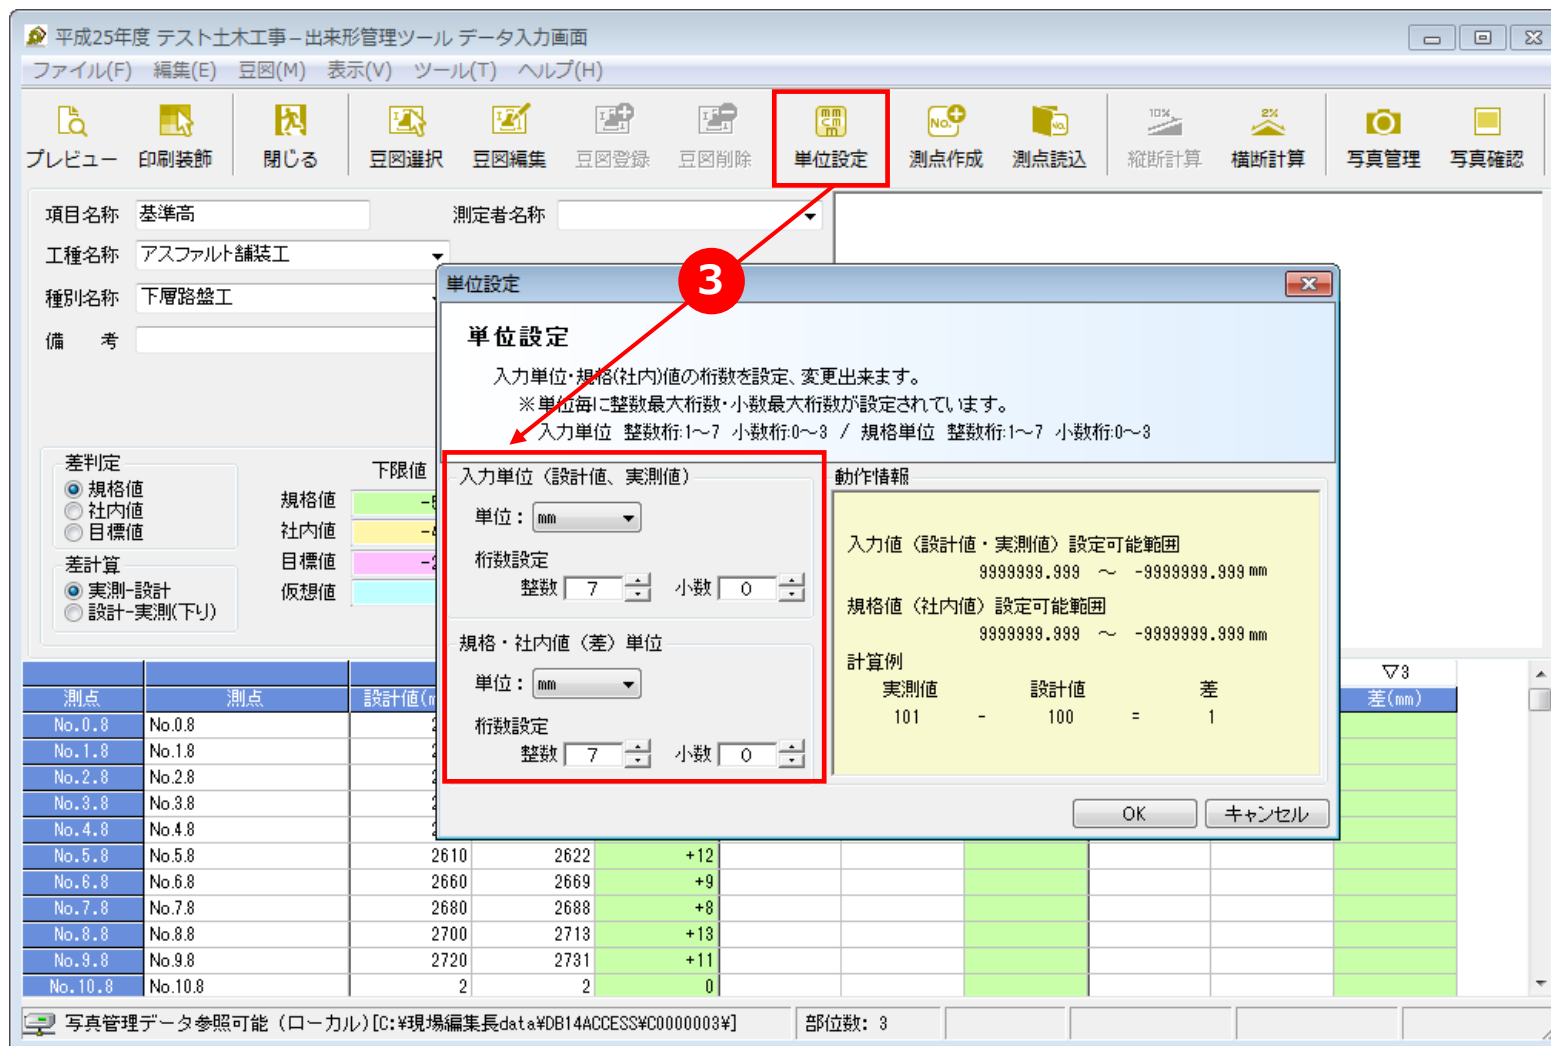 平成25年度 テスト土木工事－出来形管理ツール データ入力画面
ファイル(F) 編集(E) 豆図(M) 表示(V) ツール(T) ヘルプ(H)
プレビュー 印刷装飾 閉じる 豆図選択 豆図編集 豆図登録 豆図削除 単位設定 測点作成 測点読込 縦断計算 横断計算 写真管理 写真確認
項目名称 基準高 測定者名称
工種名称 アスファルト舗装工
種別名称 下層路盤工
備 考
3
単位設定
単位設定
入力単位・規格(社内)値の桁数を設定、変更出来ます。
※単位毎に整数最大桁数・小数最大桁数が設定されています。
入力単位 整数桁:1～7 小数桁:0～3 / 規格単位 整数桁:1～7 小数桁:0～3
差判定
規格値
社内値
目標値
差計算
実測-設計
設計-実測(下り)
下限値
規格値
社内値
目標値
仮想値
入力単位（設計値、実測値）
単位： mm
桁数設定
整数 7 小数 0
規格・社内値（差）単位
単位： mm
桁数設定
整数 7 小数 0
動作情報
入力値（設計値・実測値）設定可能範囲
9999999.999 ～ -9999999.999mm
規格値（社内値）設定可能範囲
9999999.999 ～ -9999999.999mm
計算例
実測値 設計値 差
101 - 100 = 1
OK キャンセル
▽3
測点 測点 設計値(m 差(mm)
No.0.8 No.0.8
No.1.8 No.1.8
No.2.8 No.2.8
No.3.8 No.3.8
No.4.8 No.4.8
No.5.8 No.5.8 2610 2622 +12
No.6.8 No.6.8 2660 2669 +9
No.7.8 No.7.8 2680 2688 +8
No.8.8 No.8.8 2700 2713 +13
No.9.8 No.9.8 2720 2731 +11
No.10.8 No.10.8 2 2 0
写真管理データ参照可能（ローカル)[C:¥現場編集長data¥DB14ACCESS¥C0000003¥] 部位数: 3